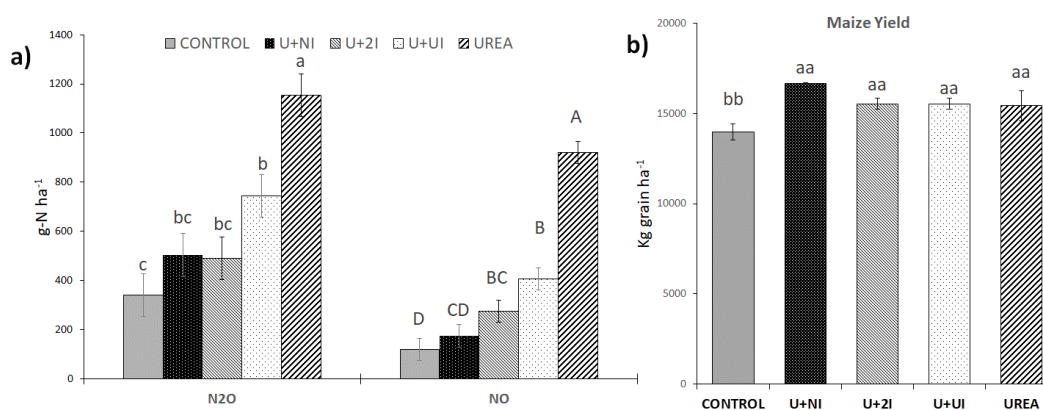 a)
g-N ha-1
1400
1200
1000
800
600
400
200
0
CONTROL U+NI U+2I U+UI UREA
c
bc
bc
b
a
D
CD
BC
B
A
N2O NO
b)
Maize Yield
Kg grain ha-1
20000
15000
10000
5000
0
bb aa aa aa aa
CONTROL U+NI U+2I U+UI UREA